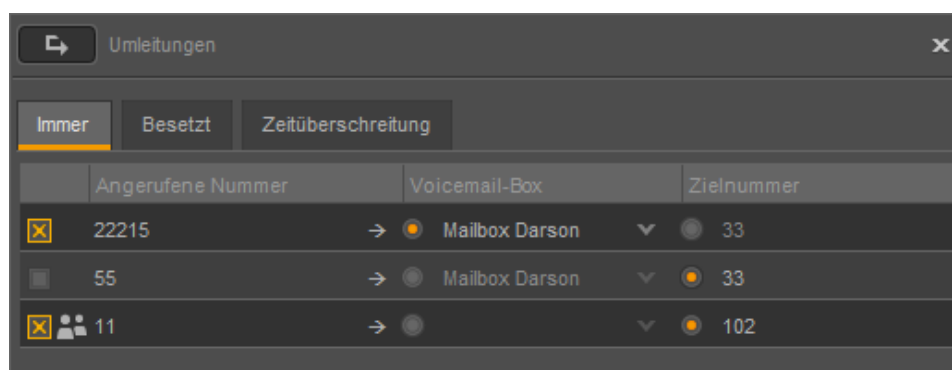 Umleitungen
Immer Besetzt Zeitüberschreitung
Angerufene Nummer Voicemail-Box Zielnummer
22215 → Mailbox Darson 33
55 → Mailbox Darson 33
11 → 102